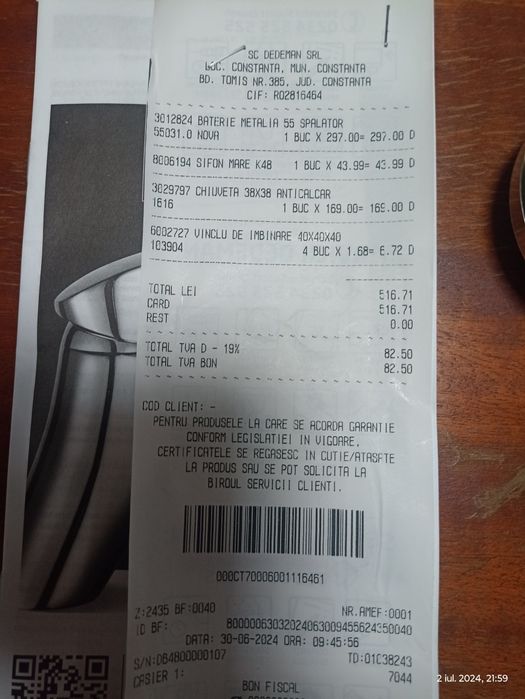 SC DEDEMAN SRL
LOC. CONSTANTA, MUN. CONSTANTA
BD. TOMIS NR.385, JUD. CONSTANTA
CIF: RO2816464
3012824 BATERIE METALIA 55 SPALATOR
55031.0 NOVA 1 BUC X 297.00= 297.00 D
8006194 SIFON MARE K48 1 BUC X 43.99= 43.99 D
3029797 CHIUVETA 38X38 ANTICALCAR
1616 1 BUC X 169.00= 169.00 D
6002727 VINCLU DE IMBINARE 40X40X40
103904 4 BUC X 1.68= 6.72 D
TOTAL LEI 516.71
CARD 516.71
REST 0.00
TOTAL TVA D - 19% 82.50
TOTAL TVA BON 82.50
COD CLIENT: -
PENTRU PRODUSELE LA CARE SE ACORDA GARANTIE
CONFORM LEGISLATIEI IN VIGOARE,
CERTIFICATELE SE REGASESC IN CUTIE/ATASATE
LA PRODUS SAU SE POT SOLICITA LA
BIROUL SERVICII CLIENTI.
000CT70006001116461
Z:2435 BF:0040 NR.AMEF:0001
ID BF: 80000063032024063009455624350040
DATA: 30-06-2024 ORA: 09:45:56
S/N:DB4800000107 TD:01038243
CASIER 1: 7044
BON FISCAL
2 iul. 2024, 21:59